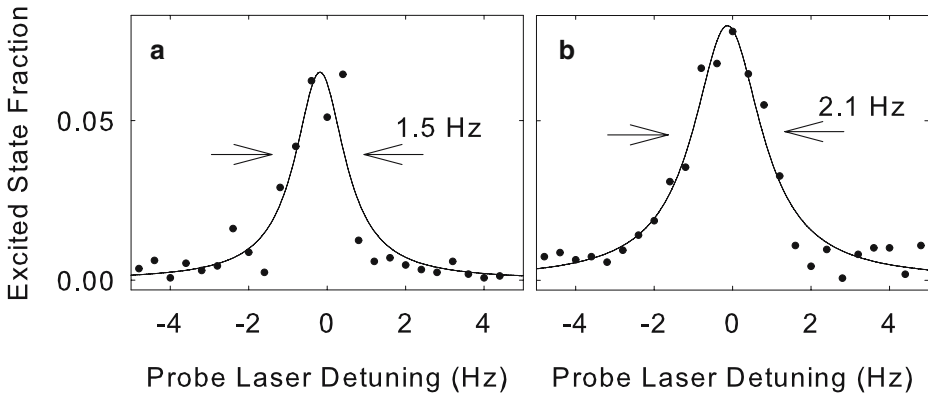 Excited State Fraction
a
b
0.05
0.00
1.5 Hz
2.1 Hz
-4 -2 0 2 4
-4 -2 0 2 4
Probe Laser Detuning (Hz)
Probe Laser Detuning (Hz)